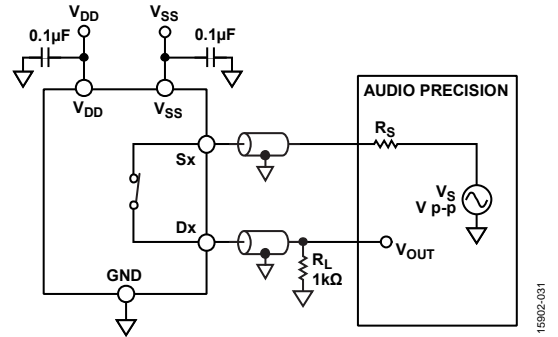 VDD
VSS
0.1µF
0.1µF
VDD
VSS
AUDIO PRECISION
RS
Sx
VS
V p-p
Dx
VOUT
RL
1kΩ
GND
15902-031